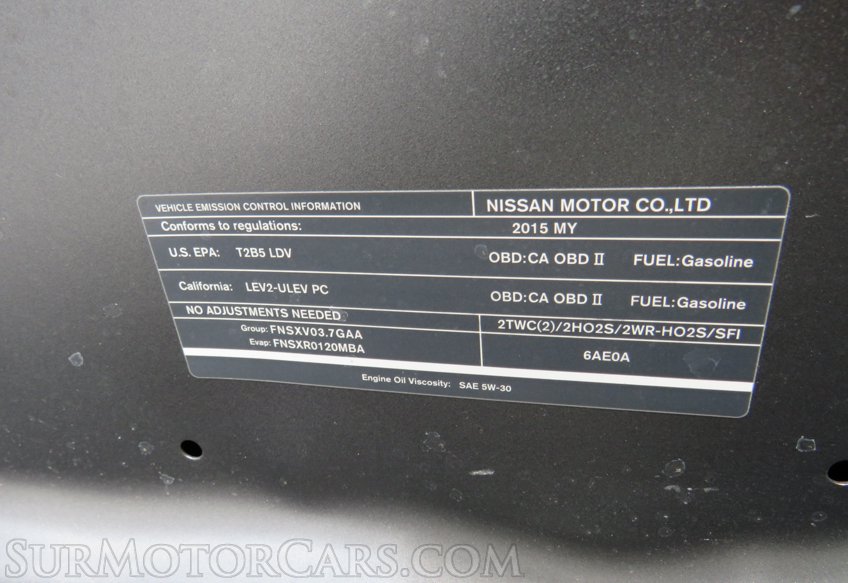 VEHICLE EMISSION CONTROL INFORMATION
NISSAN MOTOR CO.,LTD
Conforms to regulations:
2015 MY
U.S. EPA: T2B5 LDV
OBD:CA OBD II FUEL:Gasoline
California: LEV2-ULEV PC
OBD:CA OBD II FUEL:Gasoline
NO ADJUSTMENTS NEEDED
2TWC(2)/2HO2S/2WR-HO2S/SFI
Group: FNSXV03.7GAA
Evap: FNSXR0120MBA
6AE0A
Engine Oil Viscosity: SAE 5W-30
SURMOTORCARS.COM